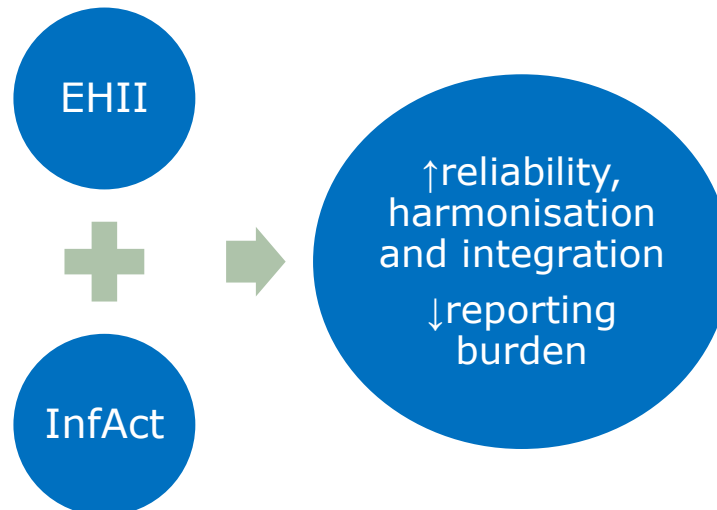 EHII
InfAct
↑reliability,
harmonisation
and integration
↓reporting
burden